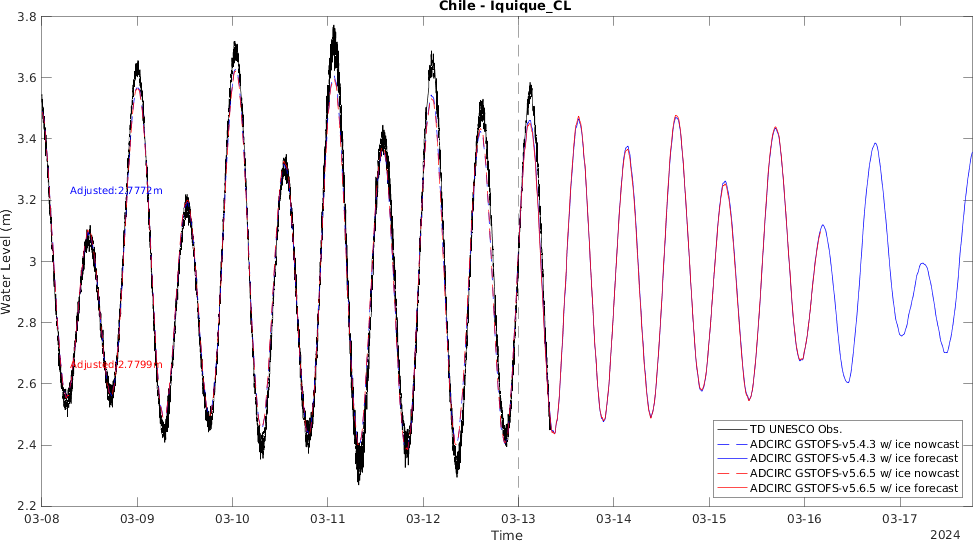 Chile - Iquique_CL
3.8
3.6
3.4
3.2
3
2.8
2.6
2.4
2.2
Water Level (m)
Adjusted:2.7772m
Adjusted:2.7799m
TD UNESCO Obs.
ADCIRC GSTOFS-v5.4.3 w/ ice nowcast
ADCIRC GSTOFS-v5.4.3 w/ ice forecast
ADCIRC GSTOFS-v5.6.5 w/ ice nowcast
ADCIRC GSTOFS-v5.6.5 w/ ice forecast
03-08 03-09 03-10 03-11 03-12 03-13 03-14 03-15 03-16 03-17
Time
2024